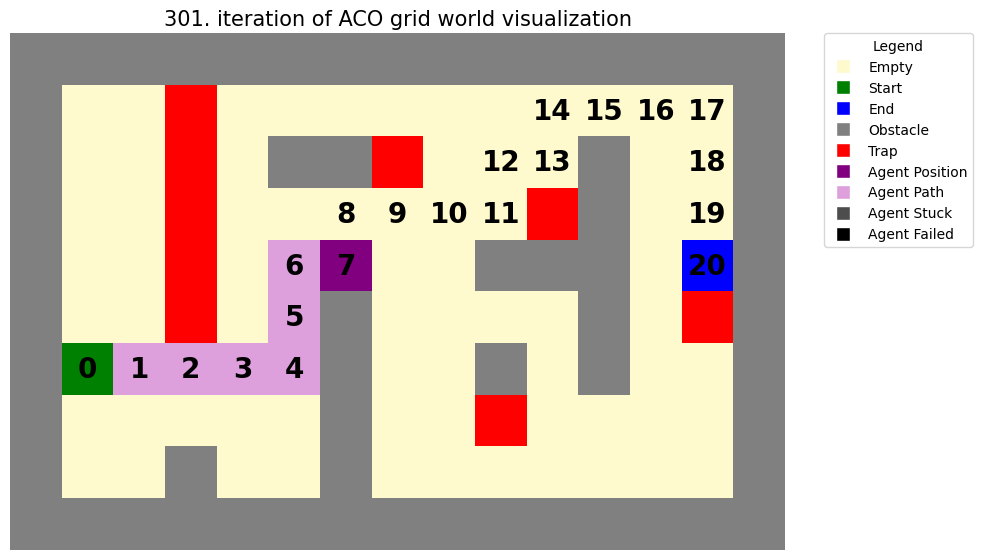 301. iteration of ACO grid world visualization
Legend
Empty
Start
End
Obstacle
Trap
Agent Position
Agent Path
Agent Stuck
Agent Failed
14 15 16 17
12 13 18
8 9 10 11 19
6 7 20
5
0 1 2 3 4